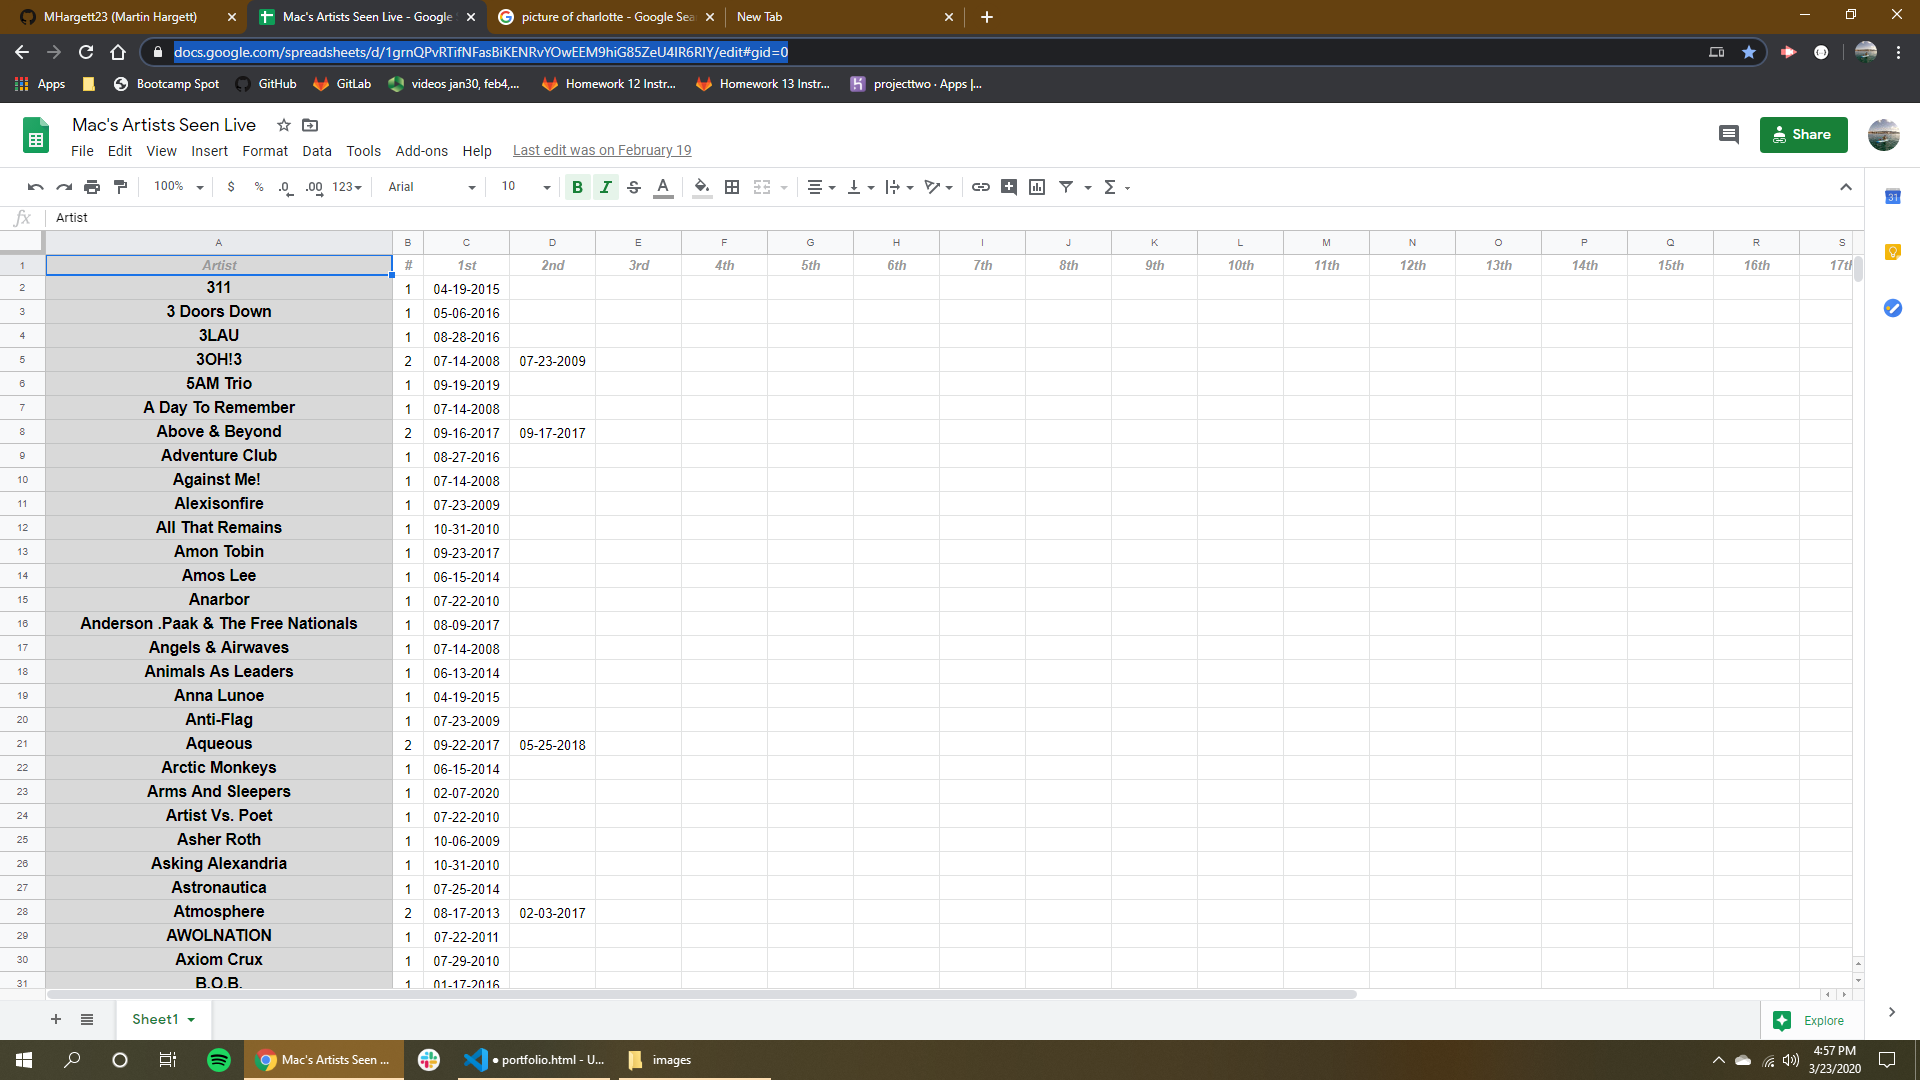 MHargett23 (Martin Hargett)
Mac's Artists Seen Live - Google
picture of charlotte - Google Sea
New Tab
docs.google.com/spreadsheets/d/1grnQPvRTifNFasBiKENRvYOwEEM9hiG85ZeU4IR6RIY/edit#gid=0
Apps
Bootcamp Spot
GitHub
GitLab
videos jan30, feb4,...
Homework 12 Instr...
Homework 13 Instr...
projecttwo · Apps |...
Mac's Artists Seen Live
Share
File Edit View Insert Format Data Tools Add-ons Help Last edit was on February 19
100% $ % .0 .00 123 Arial 10 B I S A Σ
31
fx Artist
A B C D E F G H I J K L M N O P Q R S
1 Artist # 1st 2nd 3rd 4th 5th 6th 7th 8th 9th 10th 11th 12th 13th 14th 15th 16th 17th
2 311 1 04-19-2015
3 3 Doors Down 1 05-06-2016
4 3LAU 1 08-28-2016
5 3OH!3 2 07-14-2008 07-23-2009
6 5AM Trio 1 09-19-2019
7 A Day To Remember 1 07-14-2008
8 Above & Beyond 2 09-16-2017 09-17-2017
9 Adventure Club 1 08-27-2016
10 Against Me! 1 07-14-2008
11 Alexisonfire 1 07-23-2009
12 All That Remains 1 10-31-2010
13 Amon Tobin 1 09-23-2017
14 Amos Lee 1 06-15-2014
15 Anarbor 1 07-22-2010
16 Anderson .Paak & The Free Nationals 1 08-09-2017
17 Angels & Airwaves 1 07-14-2008
18 Animals As Leaders 1 06-13-2014
19 Anna Lunoe 1 04-19-2015
20 Anti-Flag 1 07-23-2009
21 Aqueous 2 09-22-2017 05-25-2018
22 Arctic Monkeys 1 06-15-2014
23 Arms And Sleepers 1 02-07-2020
24 Artist Vs. Poet 1 07-22-2010
25 Asher Roth 1 10-06-2009
26 Asking Alexandria 1 10-31-2010
27 Astronautica 1 07-25-2014
28 Atmosphere 2 08-17-2013 02-03-2017
29 AWOLNATION 1 07-22-2011
30 Axiom Crux 1 07-29-2010
31 B.O.B. 1 01-17-2016
Sheet1
Explore
Mac's Artists Seen ...
● portfolio.html - U...
images
4:57 PM
3/23/2020